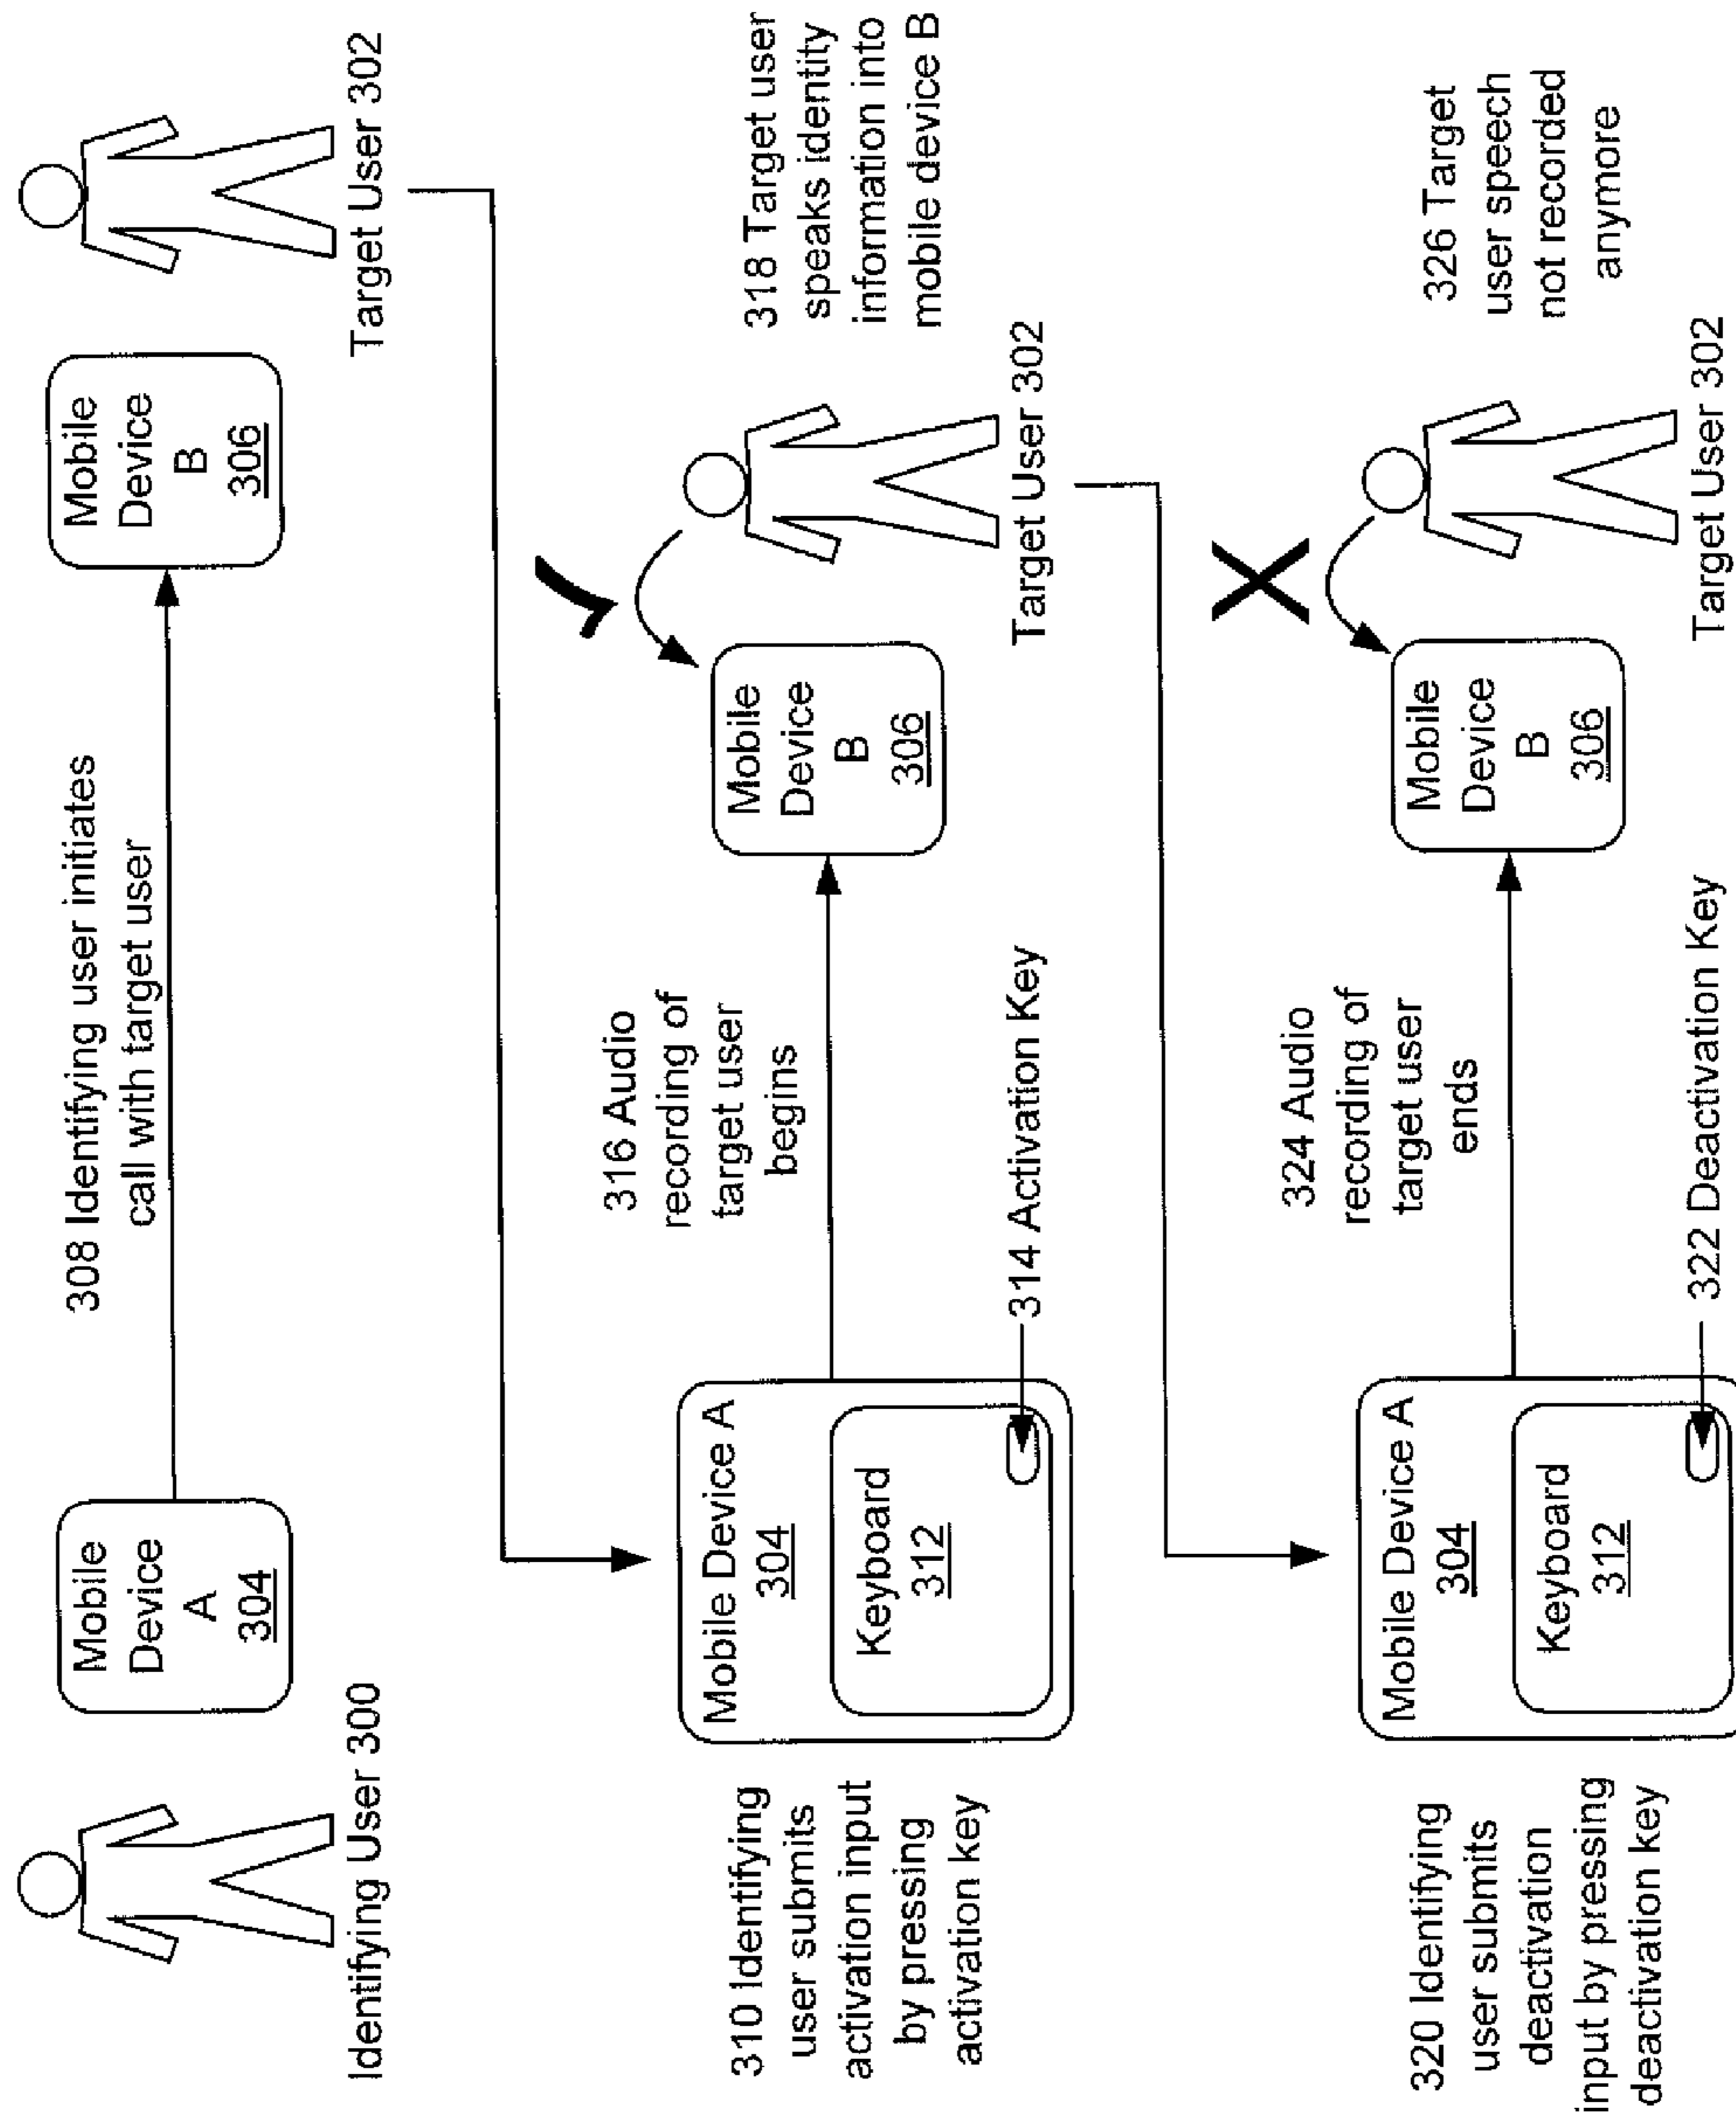 Identifying User 300
Mobile
Device
A
304
308 Identifying user initiates
call with target user
Mobile
Device
B
306
Target User 302
310 Identifying
user submits
activation input
by pressing
activation key
Mobile Device A
304
Keyboard
312
314 Activation Key
316 Audio
recording of
target user
begins
Mobile
Device
B
306
Target User 302
318 Target user
speaks identity
information into
mobile device B
320 Identifying
user submits
deactivation
input by pressing
deactivation key
Mobile Device A
304
Keyboard
312
322 Deactivation Key
324 Audio
recording of
target user
ends
Mobile
Device
B
306
X
Target User 302
326 Target
user speech
not recorded
anymore